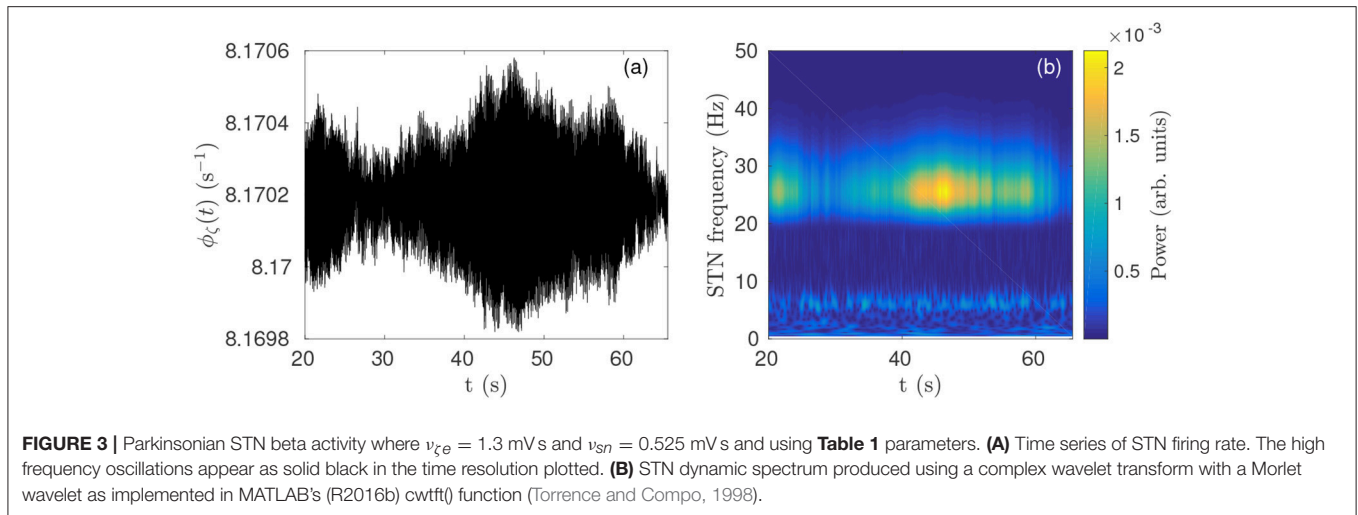 8.1706
8.1704
8.1702
8.17
8.1698
ϕζ(t) (s⁻¹)
(a)
20 30 40 50 60
t (s)
50
40
30
20
10
0
STN frequency (Hz)
(b)
20 40 60
t (s)
×10⁻³
2
1.5
1
0.5
Power (arb. units)
FIGURE 3 | Parkinsonian STN beta activity where νζe = 1.3 mV s and νsn = 0.525 mV s and using Table 1 parameters. (A) Time series of STN firing rate. The high
frequency oscillations appear as solid black in the time resolution plotted. (B) STN dynamic spectrum produced using a complex wavelet transform with a Morlet
wavelet as implemented in MATLAB's (R2016b) cwtft() function (Torrence and Compo, 1998).